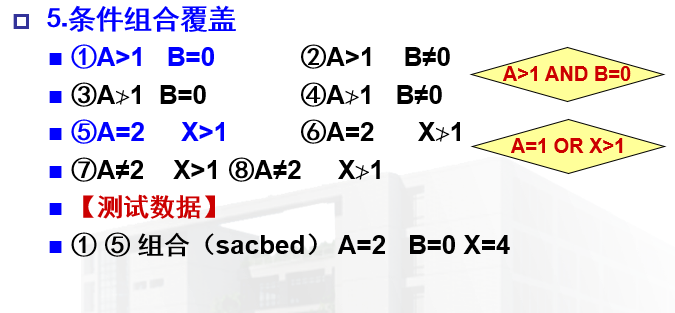 5.条件组合覆盖
①A>1 B=0 ②A>1 B≠0
A>1 AND B=0
③A≯1 B=0 ④A≯1 B≠0
⑤A=2 X>1 ⑥A=2 X≯1
A=1 OR X>1
⑦A≠2 X>1 ⑧A≠2 X≯1
【测试数据】
① ⑤ 组合（sacbed） A=2 B=0 X=4